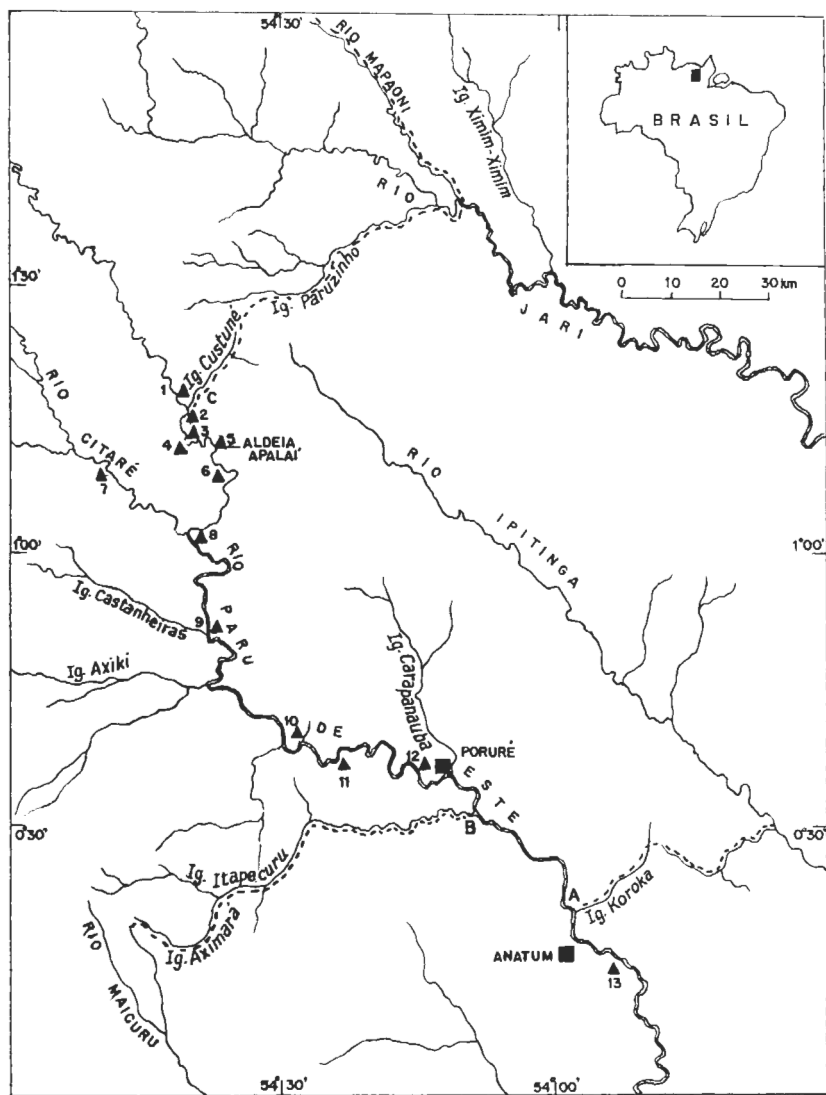 54°30'
RIO MAPAONI
Ig. Ximim-Ximim
BRASIL
0 10 20 30 km
RIO
JARI
1°30'
Ig. Paruzinho
Ig. Custune
1
C
2
3
4
5
ALDEIA
APALAÍ
6
RIO
CITARÉ
7
8
RIO
PARU
DE
ESTE
RIO
IPITINGA
1°00'
1°00'
Ig. Castanheiras
9
Ig. Axiki
Ig. Carapanauba
10
11
12
PORURÉ
0°30'
0°30'
B
Ig. Itapecuru
Ig. Aximara
A
Ig. Koroka
RIO
MAICURU
ANATUM
13
54°30'
54°00'